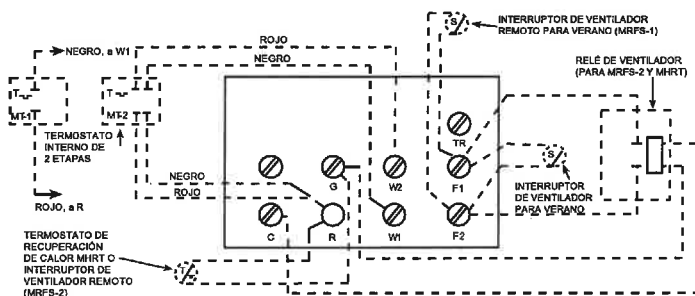 ROJO
NEGRO
NEGRO, a W1
INTERRUPTOR DE VENTILADOR
REMOTO PARA VERANO (MRFS-1)
S
RELÉ DE VENTILADOR
(PARA MRFS-2 Y MHRT)
T
MT-1
T
MT-2
TERMOSTATO
INTERNO DE
2 ETAPAS
TR
G
W2
F1
S
INTERRUPTOR
DE VENTILADOR
PARA VERANO
NEGRO
ROJO
ROJO, a R
C
R
W1
F2
TERMOSTATO DE
RECUPERACIÓN
DE CALOR MHRT O
INTERRUPTOR DE
VENTILADOR REMOTO
(MRFS-2)
T